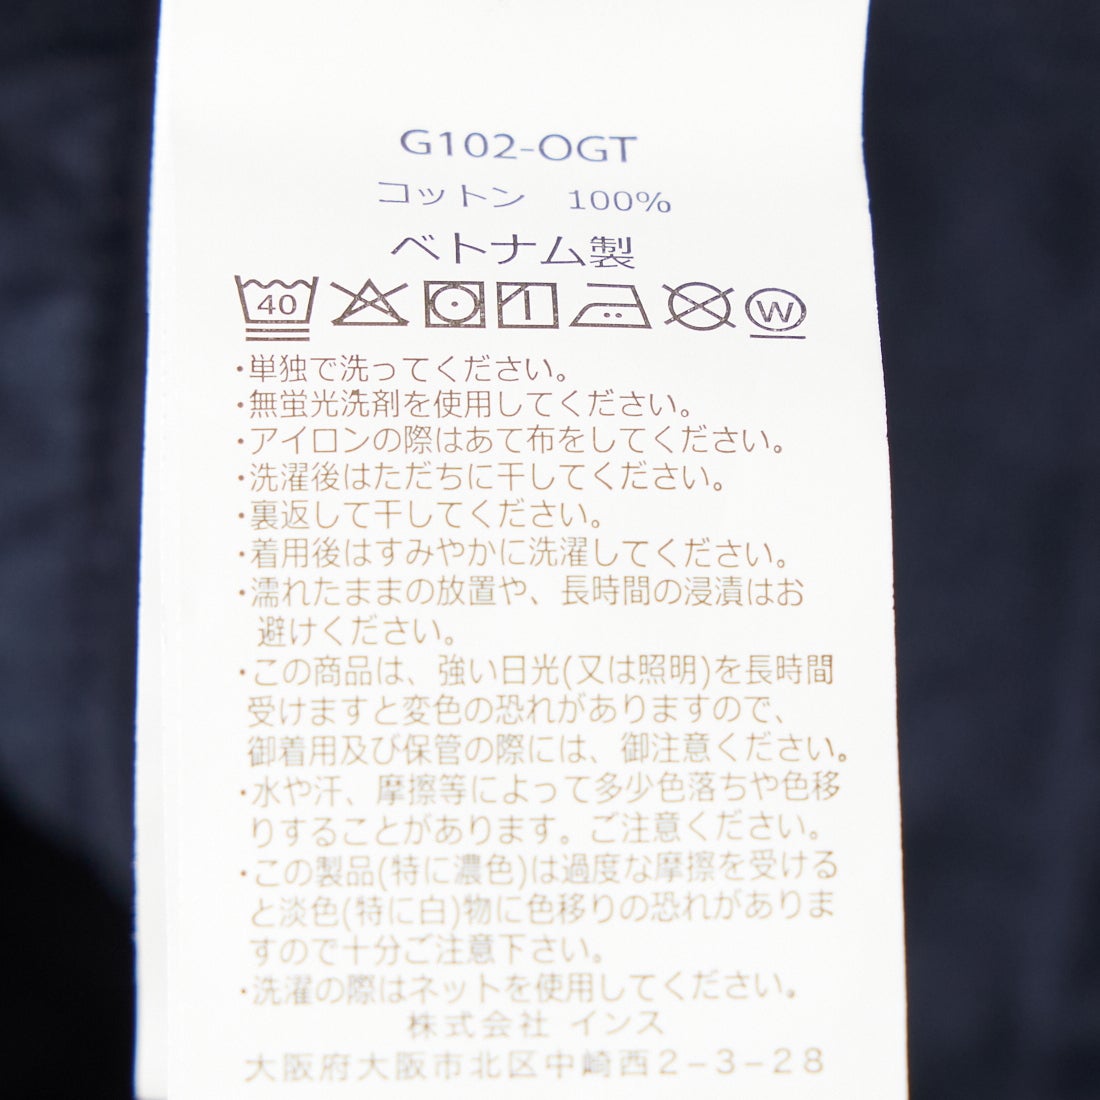 G102-OGT
コットン　100%
ベトナム製
40 W
・単独で洗ってください。
・無蛍光洗剤を使用してください。
・アイロンの際はあて布をしてください。
・洗濯後はただちに干してください。
・裏返して干してください。
・着用後はすみやかに洗濯してください。
・濡れたままの放置や、長時間の浸漬はお
避けください。
・この商品は、強い日光(又は照明)を長時間
受けますと変色の恐れがありますので、
御着用及び保管の際には、御注意ください。
・水や汗、摩擦等によって多少色落ちや色移
りすることがあります。ご注意ください。
・この製品(特に濃色)は過度な摩擦を受ける
と淡色(特に白)物に色移りの恐れがありま
すので十分ご注意下さい。
・洗濯の際はネットを使用してください。
株式会社 インス
大阪府大阪市北区中崎西2-3-28